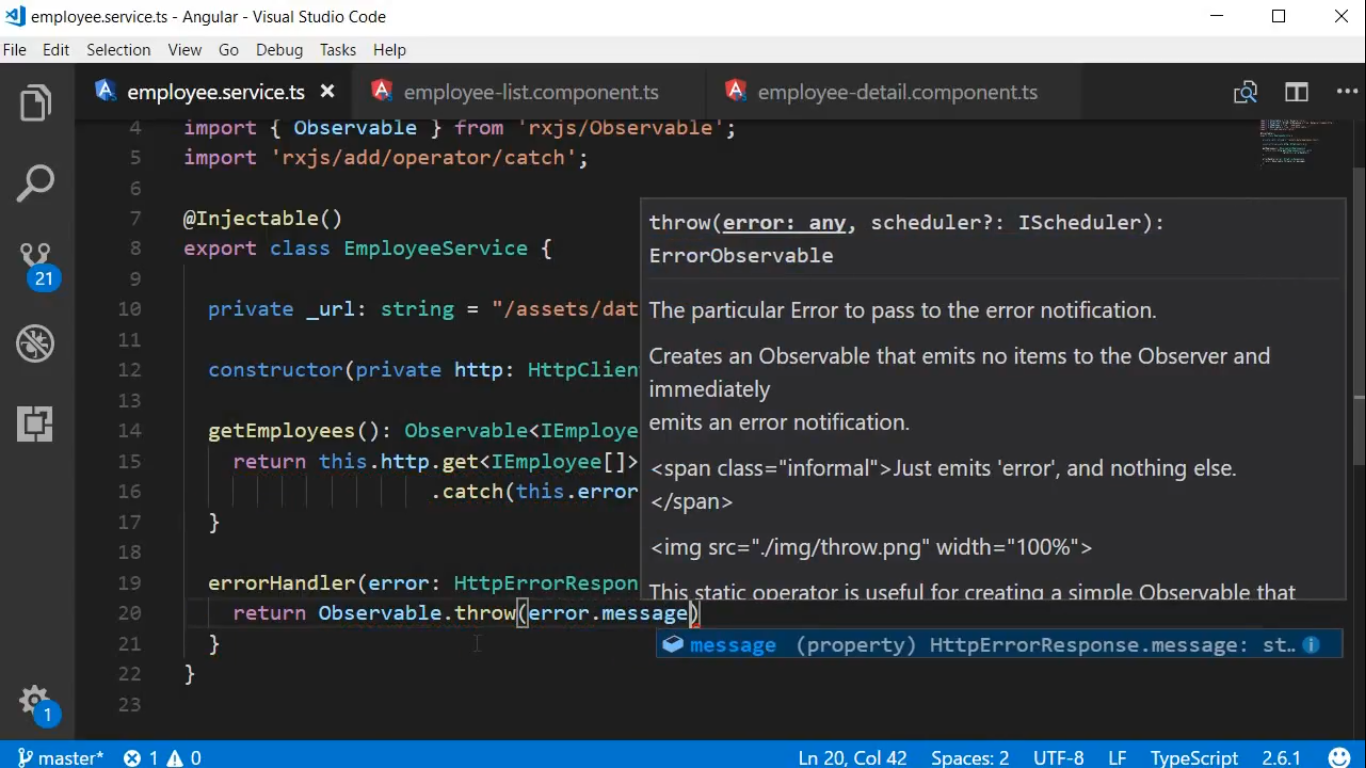 employee.service.ts - Angular - Visual Studio Code
File Edit Selection View Go Debug Tasks Help
employee.service.ts employee-list.component.ts employee-detail.component.ts
4 import { Observable } from 'rxjs/Observable';
5 import 'rxjs/add/operator/catch';
6
7 @Injectable()
8 export class EmployeeService {
9
10 private _url: string = "/assets/dat
11
12 constructor(private http: HttpClient
13
14 getEmployees(): Observable<IEmploye
15 return this.http.get<IEmployee[]>
16 .catch(this.error
17 }
18
19 errorHandler(error: HttpErrorRespon
20 return Observable.throw(error.message)
21 }
22 }
23
throw(error: any, scheduler?: IScheduler):
ErrorObservable
The particular Error to pass to the error notification.
Creates an Observable that emits no items to the Observer and
immediately
emits an error notification.
<span class="informal">Just emits 'error', and nothing else.
</span>
<img src="./img/throw.png" width="100%">
This static operator is useful for creating a simple Observable that
message (property) HttpErrorResponse.message: st…
21
1
master* 1 0 Ln 20, Col 42 Spaces: 2 UTF-8 LF TypeScript 2.6.1